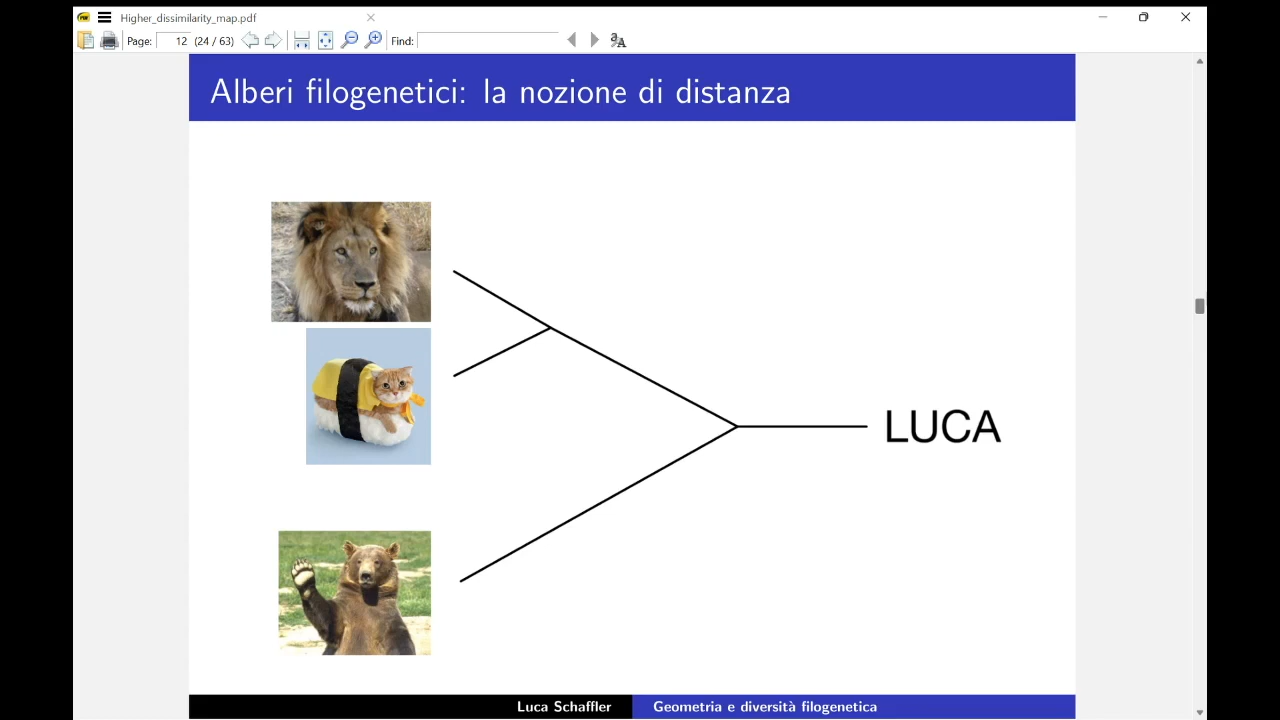 Higher_dissimilarity_map.pdf
Page: 12 (24 / 63) Find:
Alberi filogenetici: la nozione di distanza
LUCA
Luca Schaffler Geometria e diversità filogenetica